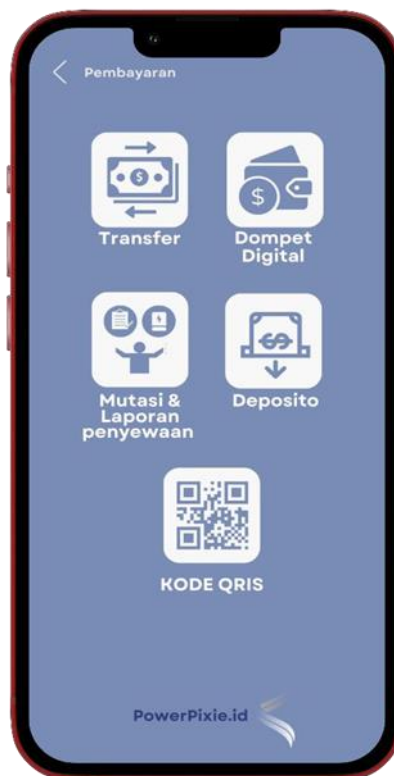 Pembayaran
Transfer
Dompet
Digital
Mutasi &
Laporan
penyewaan
Deposito
KODE QRIS
PowerPixie.id